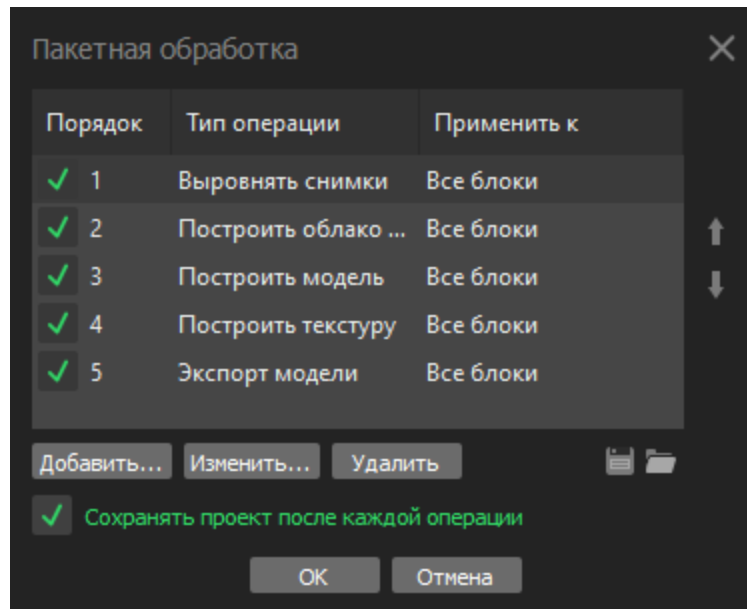 Пакетная обработка
Порядок Тип операции Применить к
1 Выровнять снимки Все блоки
2 Построить облако ... Все блоки
3 Построить модель Все блоки
4 Построить текстуру Все блоки
5 Экспорт модели Все блоки
Добавить... Изменить... Удалить
Сохранять проект после каждой операции
OK Отмена